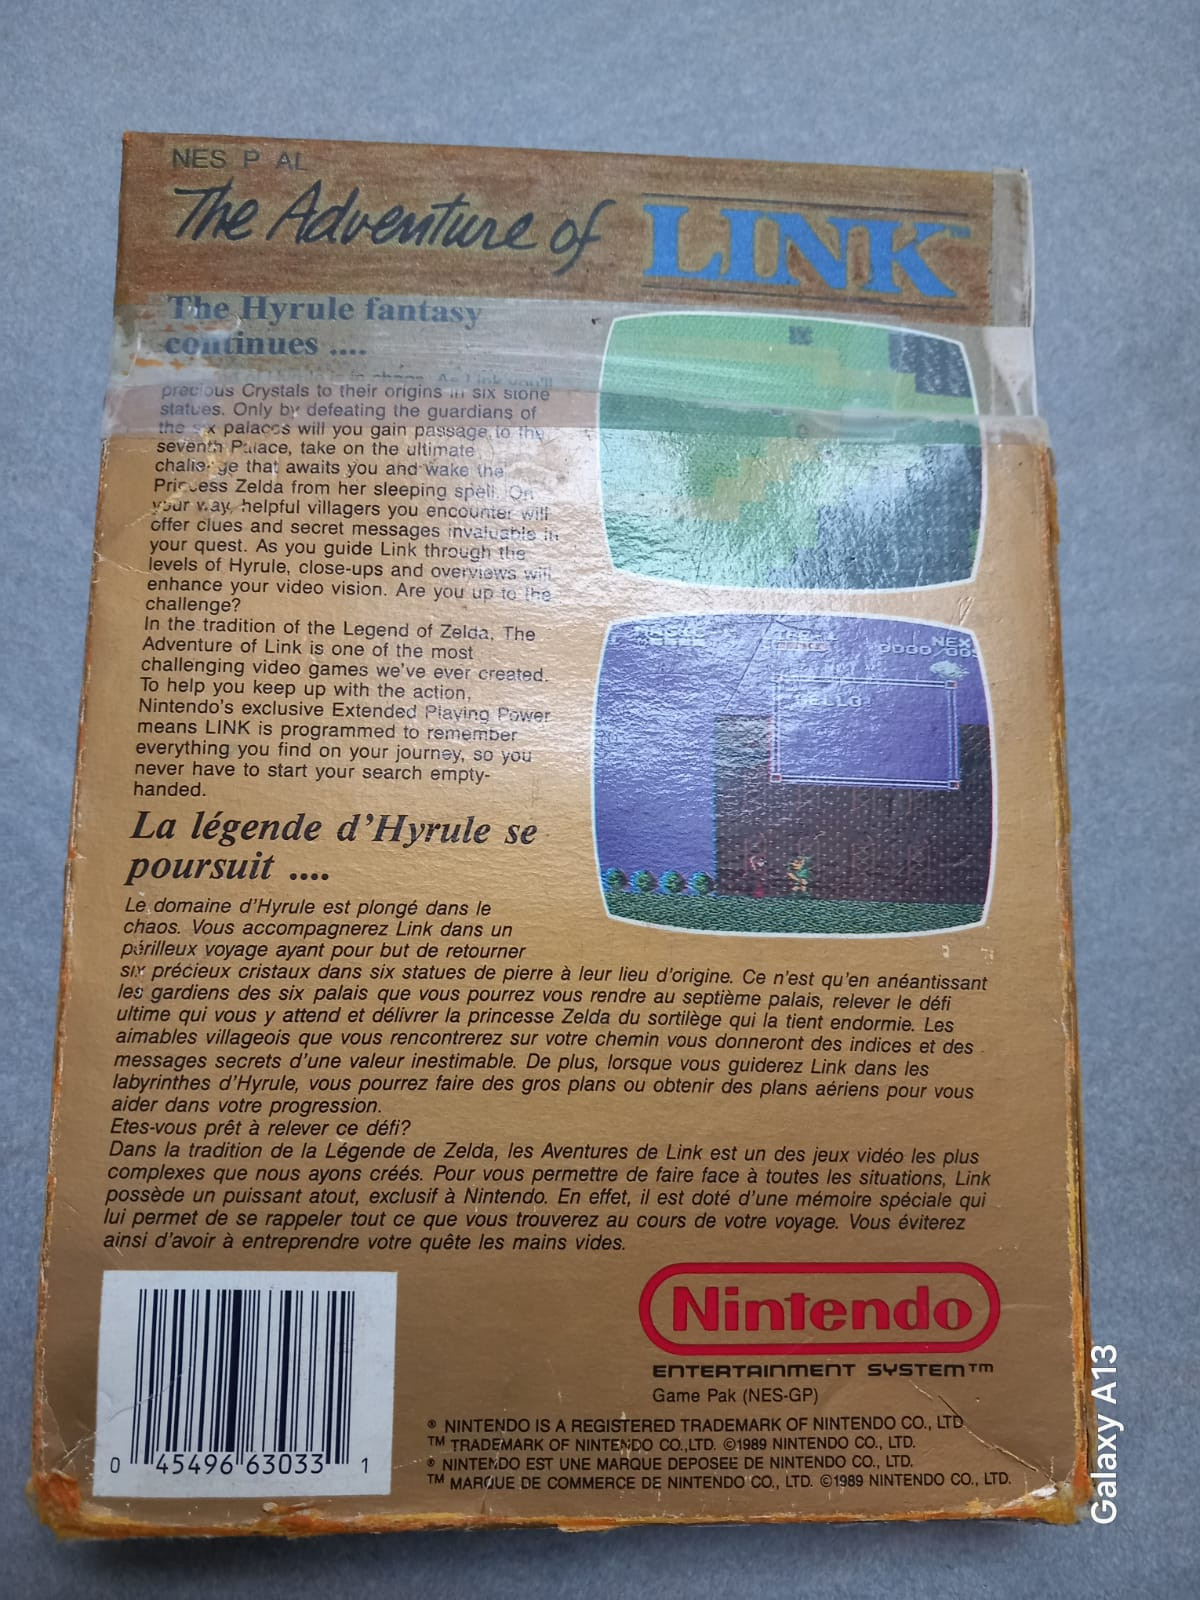 NES P AL
The Adventure of LINK™
The Hyrule fantasy
continues ....
in chaos. As Link you'll
precious Crystals to their origins in six stone
statues. Only by defeating the guardians of
the six palaces will you gain passage to the
seventh Palace, take on the ultimate
challenge that awaits you and wake the
Princess Zelda from her sleeping spell. On
your way, helpful villagers you encounter will
offer clues and secret messages invaluable in
your quest. As you guide Link through the
levels of Hyrule, close-ups and overviews will
enhance your video vision. Are you up to the
challenge?
In the tradition of the Legend of Zelda, The
Adventure of Link is one of the most
challenging video games we've ever created.
To help you keep up with the action,
Nintendo's exclusive Extended Playing Power
means LINK is programmed to remember
everything you find on your journey, so you
never have to start your search empty-
handed.
NEX
0000
HELLO!
La légende d'Hyrule se
poursuit ....
Le domaine d'Hyrule est plongé dans le
chaos. Vous accompagnerez Link dans un
périlleux voyage ayant pour but de retourner
six précieux cristaux dans six statues de pierre à leur lieu d'origine. Ce n'est qu'en anéantissant
les gardiens des six palais que vous pourrez vous rendre au septième palais, relever le défi
ultime qui vous y attend et délivrer la princesse Zelda du sortilège qui la tient endormie. Les
aimables villageois que vous rencontrerez sur votre chemin vous donneront des indices et des
messages secrets d'une valeur inestimable. De plus, lorsque vous guiderez Link dans les
labyrinthes d'Hyrule, vous pourrez faire des gros plans ou obtenir des plans aériens pour vous
aider dans votre progression.
Etes-vous prêt à relever ce défi?
Dans la tradition de la Légende de Zelda, les Aventures de Link est un des jeux vidéo les plus
complexes que nous ayons créés. Pour vous permettre de faire face à toutes les situations, Link
possède un puissant atout, exclusif à Nintendo. En effet, il est doté d'une mémoire spéciale qui
lui permet de se rappeler tout ce que vous trouverez au cours de votre voyage. Vous éviterez
ainsi d'avoir à entreprendre votre quête les mains vides.
Nintendo
ENTERTAINMENT SYSTEM™
Game Pak (NES-GP)
® NINTENDO IS A REGISTERED TRADEMARK OF NINTENDO CO., LTD
™ TRADEMARK OF NINTENDO CO.,LTD. ©1989 NINTENDO CO., LTD.
® NINTENDO EST UNE MARQUE DEPOSEE DE NINTENDO CO., LTD.
™ MARQUE DE COMMERCE DE NINTENDO CO., LTD. ©1989 NINTENDO CO., LTD.
0 45496 63033 1
Galaxy A13